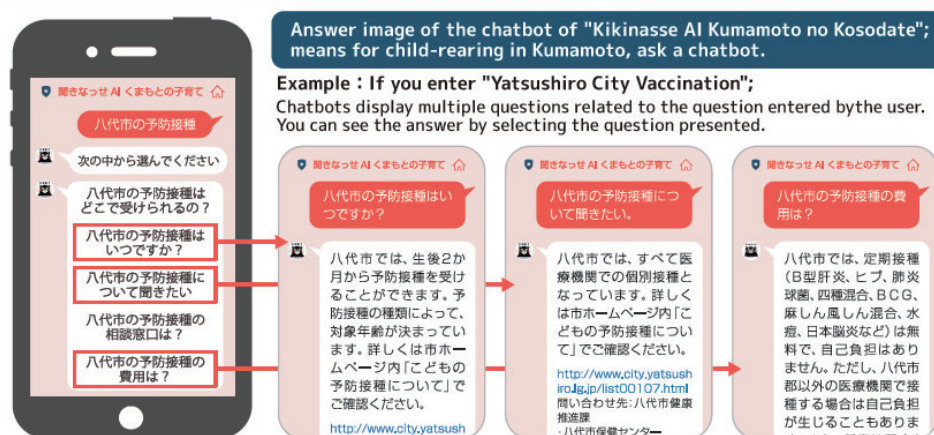 Answer image of the chatbot of "Kikinasse AI Kumamoto no Kosodate";
means for child-rearing in Kumamoto, ask a chatbot.
Example：If you enter "Yatsushiro City Vaccination";
Chatbots display multiple questions related to the question entered bythe user.
You can see the answer by selecting the question presented.
聞きなっせ AI くまもとの子育て
八代市の予防接種
次の中から選んでください
八代市の予防接種は
どこで受けられるの？
八代市の予防接種は
いつですか？
八代市の予防接種に
ついて聞きたい
八代市の予防接種の
相談窓口は？
八代市の予防接種の
費用は？
聞きなっせ AI くまもとの子育て
八代市の予防接種はい
つですか？
八代市では、生後2か
月から予防接種を受け
ることができます。予
防接種の種類によって、
対象年齢が決まってい
ます。詳しくは市ホー
ムページ内「こどもの
予防接種について」で
ご確認ください。
http://www.city.yatsush
聞きなっせ AI くまもとの子育て
八代市の予防接種につ
いて聞きたい。
八代市では、すべて医
療機関での個別接種と
なっています。詳しく
は市ホームページ内「こ
どもの予防接種につい
て」でご確認ください。
http://www.city.yatsush
iro.lg.jp/list00107.html
問い合わせ先：八代市健康
推進課
・八代市保健センター
聞きなっせ AI くまもとの子育て
八代市の予防接種の費
用は？
八代市では、定期接種
（B型肝炎、ヒブ、肺炎
球菌、四種混合、BCG、
麻しん風しん混合、水
痘、日本脳炎など）は無
料で、自己負担はあり
ません。ただし、八代市
郡以外の医療機関で接
種する場合は自己負担
が生じることもありま